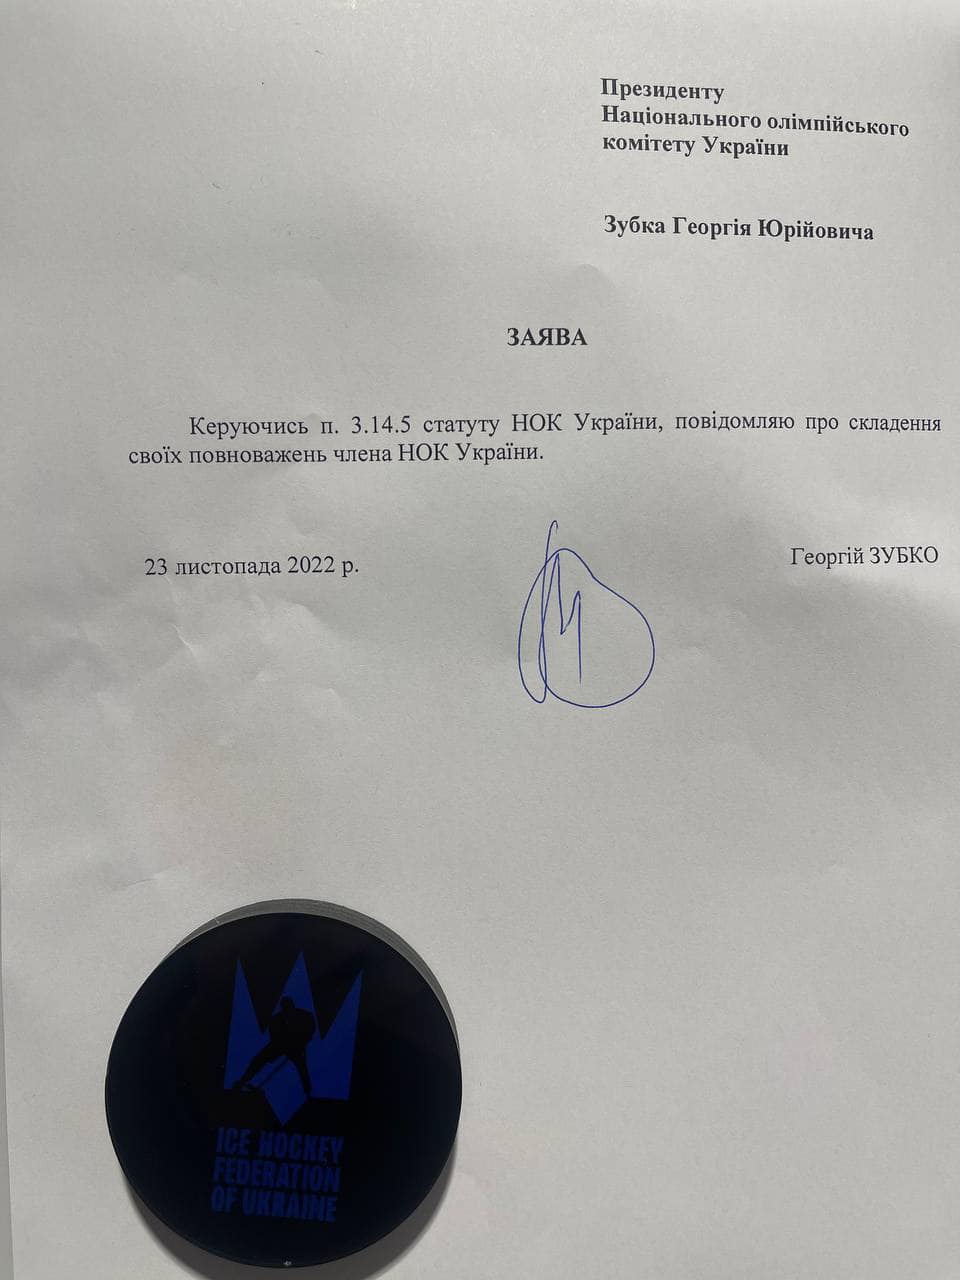 Президенту
Національного олімпійського
комітету України
Зубка Георгія Юрійовича
ЗАЯВА
Керуючись п. 3.14.5 статуту НОК України, повідомляю про складення
своїх повноважень члена НОК України.
23 листопада 2022 р.
Георгій ЗУБКО
ICE HOCKEY
FEDERATION
OF UKRAINE